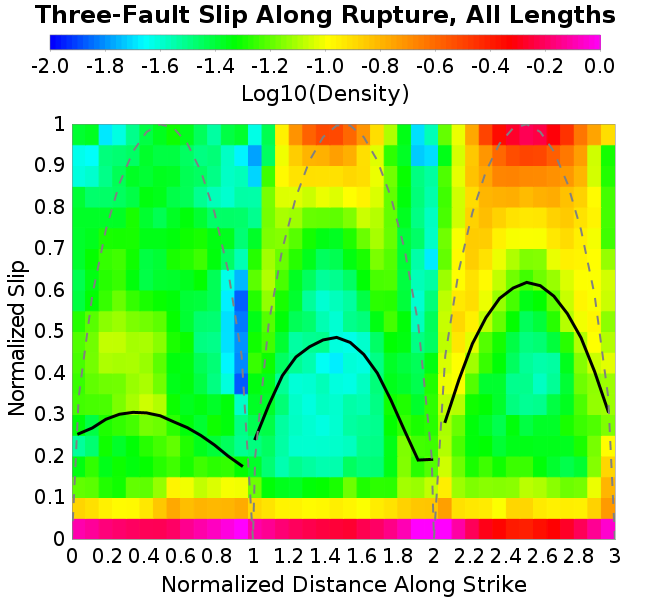 Three-Fault Slip Along Rupture, All Lengths
-2.0 -1.8 -1.6 -1.4 -1.2 -1.0 -0.8 -0.6 -0.4 -0.2 0.0
Log10(Density)
Normalized Slip
1
0.9
0.8
0.7
0.6
0.5
0.4
0.3
0.2
0.1
0
0 0.2 0.4 0.6 0.8 1 1.2 1.4 1.6 1.8 2 2.2 2.4 2.6 2.8 3
Normalized Distance Along Strike